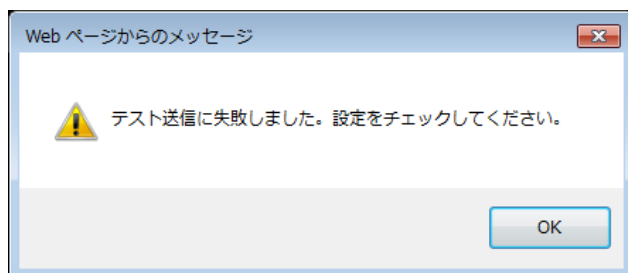 Web ページからのメッセージ
テスト送信に失敗しました。設定をチェックしてください。
OK